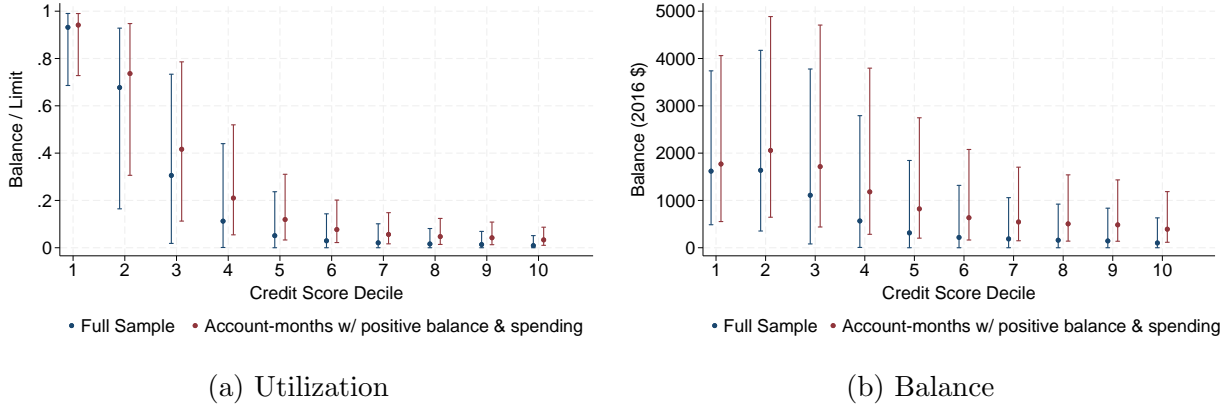 1
.8
.6
.4
.2
0
Balance / Limit
1 2 3 4 5 6 7 8 9 10
Credit Score Decile
Full Sample Account-months w/ positive balance & spending
(a) Utilization
5000
4000
3000
2000
1000
0
Balance (2016 $)
1 2 3 4 5 6 7 8 9 10
Credit Score Decile
Full Sample Account-months w/ positive balance & spending
(b) Balance